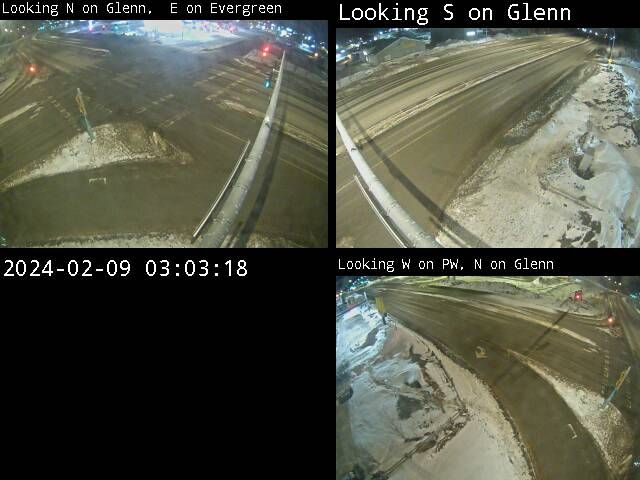 Looking N on Glenn,  E on Evergreen
Looking S on Glenn
2024-02-09 03:03:18
Looking W on PW, N on Glenn